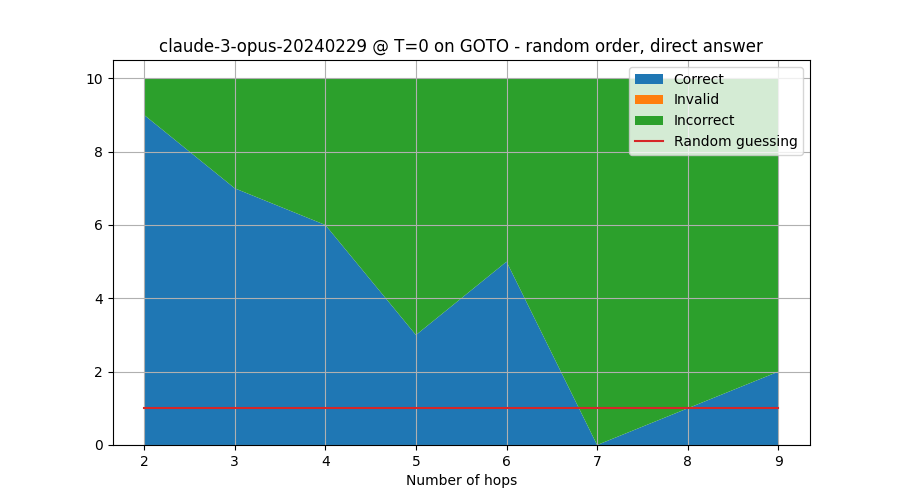 claude-3-opus-20240229 @ T=0 on GOTO - random order, direct answer
10
8
6
4
2
0
Correct
Invalid
Incorrect
Random guessing
2 3 4 5 6 7 8 9
Number of hops